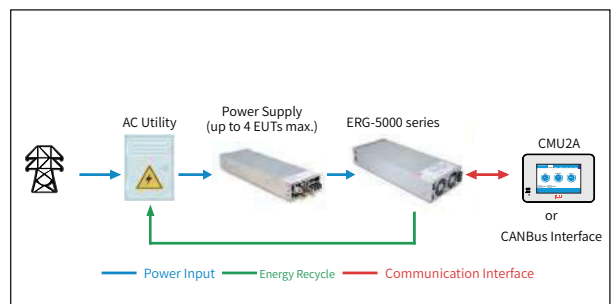 AC Utility
Power Supply
(up to 4 EUTs max.)
ERG-5000 series
CMU2A
or
CANBus Interface
Power Input
Energy Recycle
Communication Interface